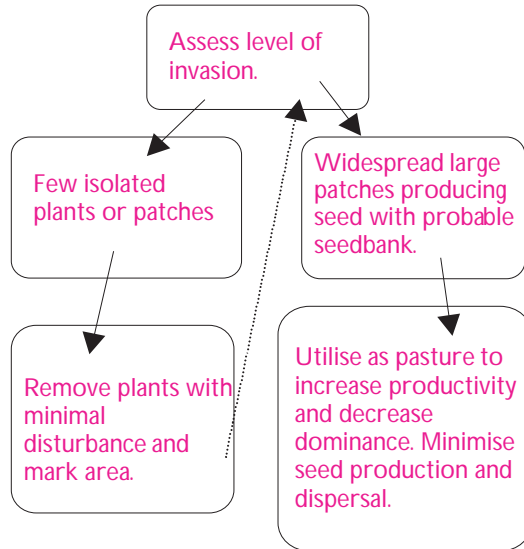 Assess level of
invasion.
Few isolated
plants or patches
Widespread large
patches producing
seed with probable
seedbank.
Remove plants with
minimal
disturbance and
mark area.
Utilise as pasture to
increase productivity
and decrease
dominance. Minimise
seed production and
dispersal.